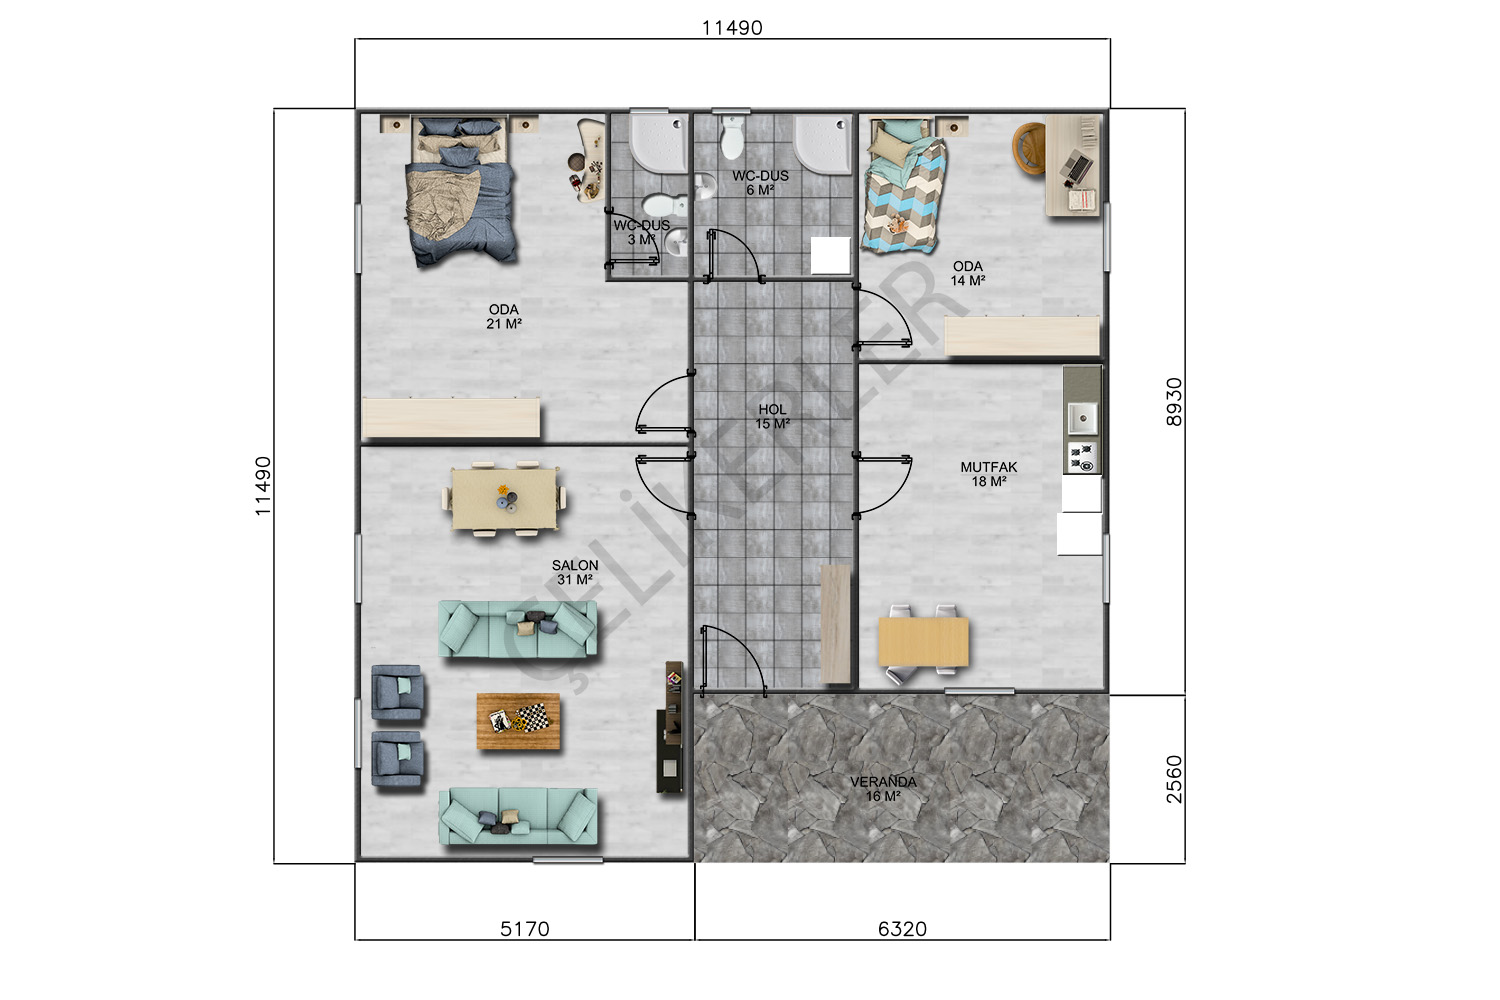 11490
WC-DUS
6 M²
WC-DUS
3 M²
ODA
14 M²
ODA
21 M²
8930
HOL
15 M²
11490
MUTFAK
18 M²
SALON
31 M²
ÇELİKERLER
2560
VERANDA
16 M²
5170
6320